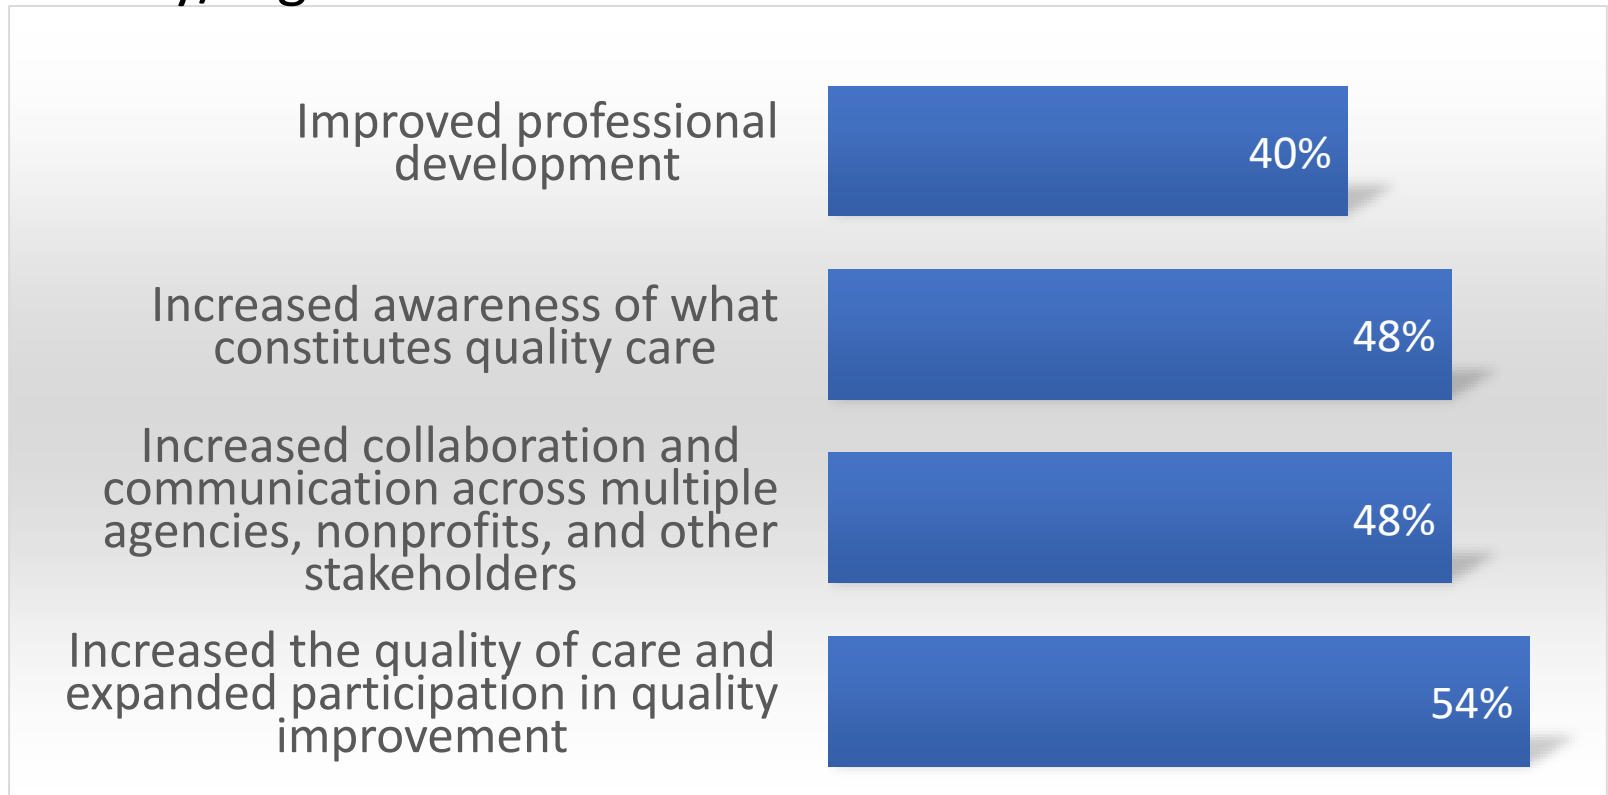 Improved professional
development
40%
Increased awareness of what
constitutes quality care
48%
Increased collaboration and
communication across multiple
agencies, nonprofits, and other
stakeholders
48%
Increased the quality of care and
expanded participation in quality
improvement
54%